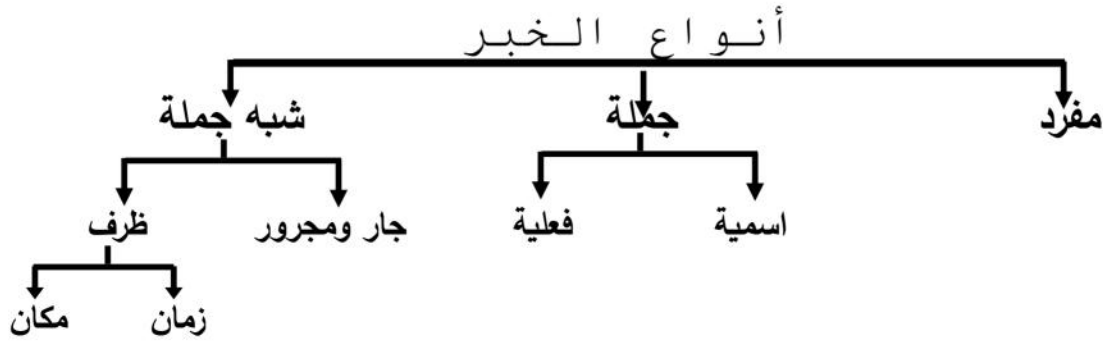 أنواع الخبر
مفرد جملة شبه جملة
اسمية فعلية جار ومجرور ظرف
زمان مكان